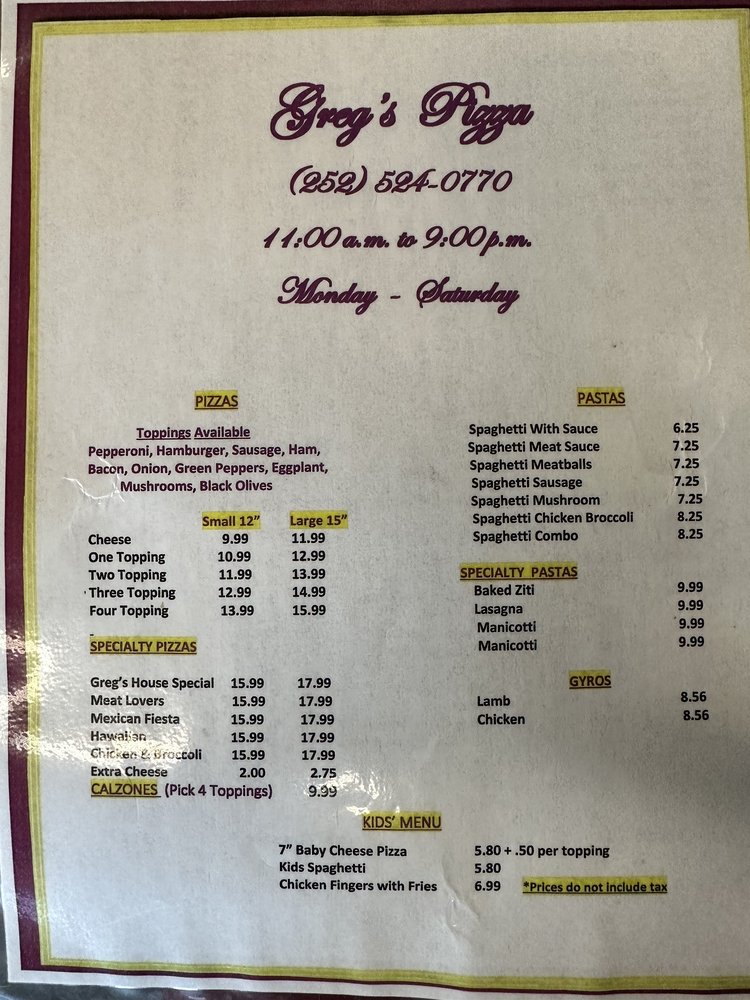 Greg's Pizza
(252) 524-0770
11:00 a.m. to 9:00 p.m.
Monday - Saturday
PIZZAS
Toppings Available
Pepperoni, Hamburger, Sausage, Ham,
Bacon, Onion, Green Peppers, Eggplant,
Mushrooms, Black Olives
Small 12" Large 15"
Cheese 9.99 11.99
One Topping 10.99 12.99
Two Topping 11.99 13.99
Three Topping 12.99 14.99
Four Topping 13.99 15.99
SPECIALTY PIZZAS
Greg's House Special 15.99 17.99
Meat Lovers 15.99 17.99
Mexican Fiesta 15.99 17.99
Hawaiian 15.99 17.99
Chicken & Broccoli 15.99 17.99
Extra Cheese 2.00 2.75
CALZONES (Pick 4 Toppings) 9.99
PASTAS
Spaghetti With Sauce 6.25
Spaghetti Meat Sauce 7.25
Spaghetti Meatballs 7.25
Spaghetti Sausage 7.25
Spaghetti Mushroom 7.25
Spaghetti Chicken Broccoli 8.25
Spaghetti Combo 8.25
SPECIALTY PASTAS
Baked Ziti 9.99
Lasagna 9.99
Manicotti 9.99
Manicotti 9.99
GYROS
Lamb 8.56
Chicken 8.56
KIDS' MENU
7" Baby Cheese Pizza 5.80 + .50 per topping
Kids Spaghetti 5.80
Chicken Fingers with Fries 6.99 *Prices do not include tax